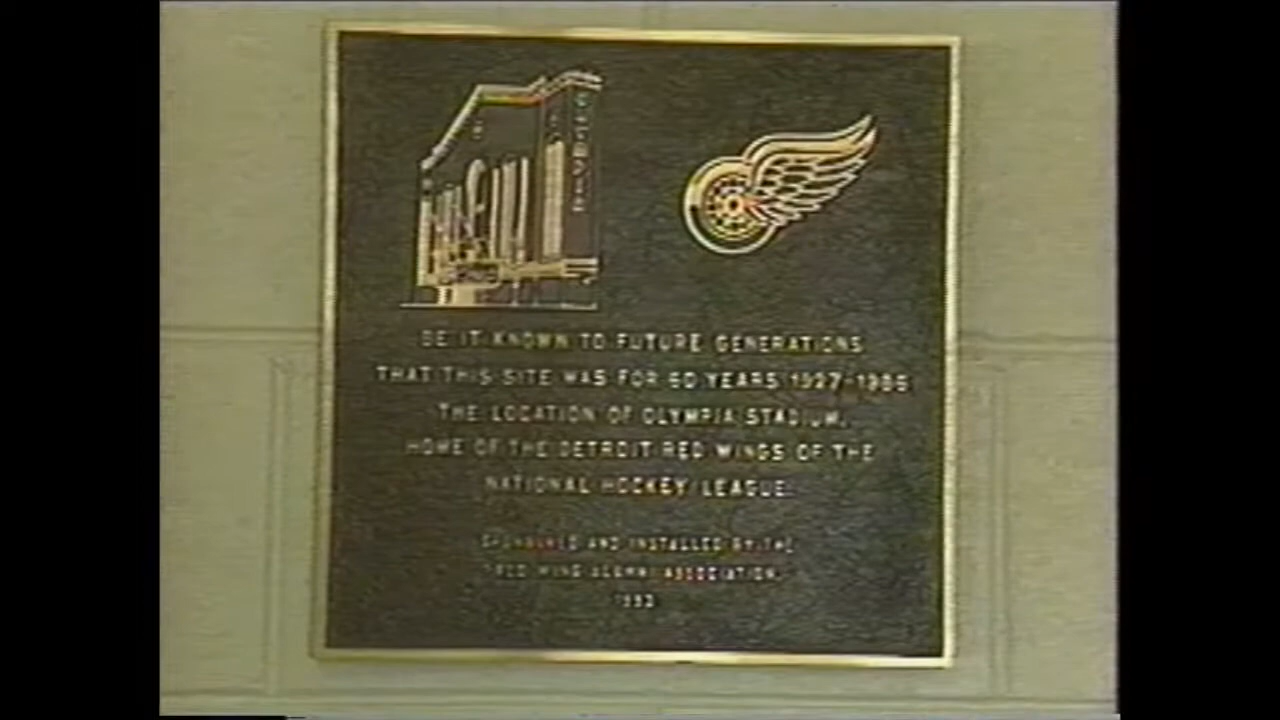 OLYMPIA
BE IT KNOWN TO FUTURE GENERATIONS
THAT THIS SITE WAS FOR 60 YEARS 1927-1986
THE LOCATION OF OLYMPIA STADIUM,
HOME OF THE DETROIT RED WINGS OF THE
NATIONAL HOCKEY LEAGUE.
SPONSORED AND INSTALLED BY THE
RED WING ALUMNI ASSOCIATION